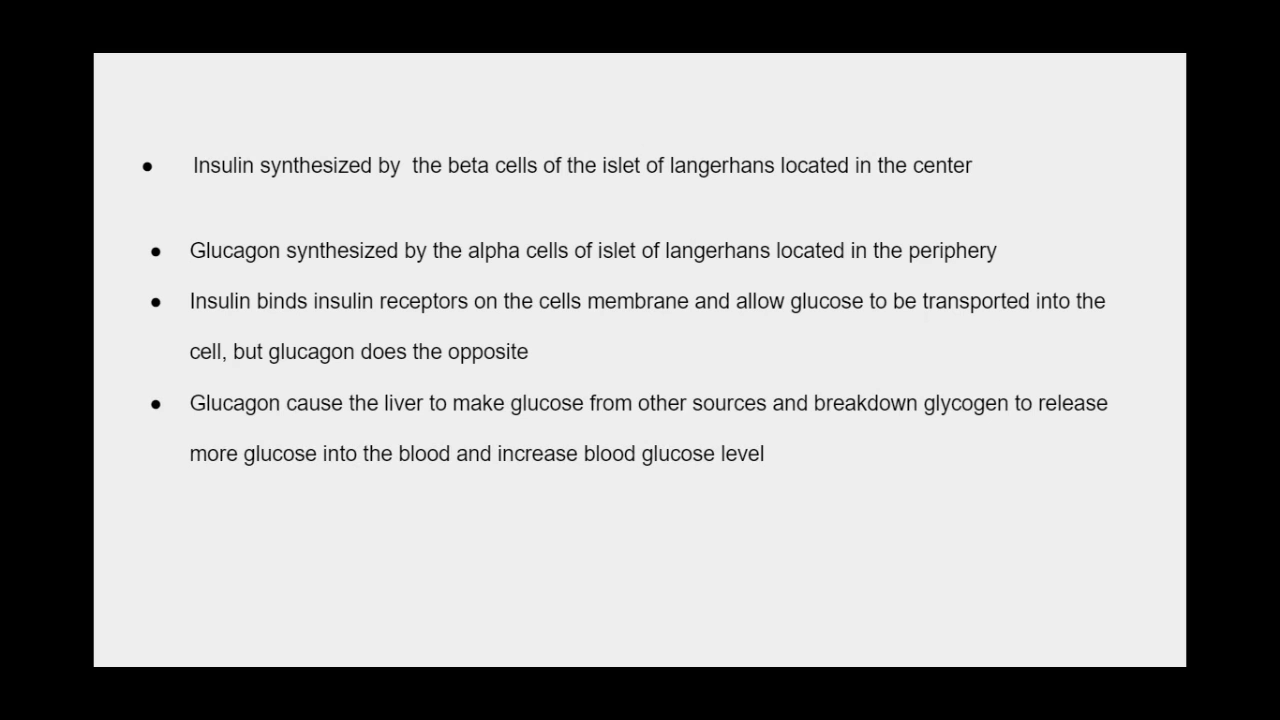 ● Insulin synthesized by  the beta cells of the islet of langerhans located in the center
● Glucagon synthesized by the alpha cells of islet of langerhans located in the periphery
● Insulin binds insulin receptors on the cells membrane and allow glucose to be transported into the
cell, but glucagon does the opposite
● Glucagon cause the liver to make glucose from other sources and breakdown glycogen to release
more glucose into the blood and increase blood glucose level